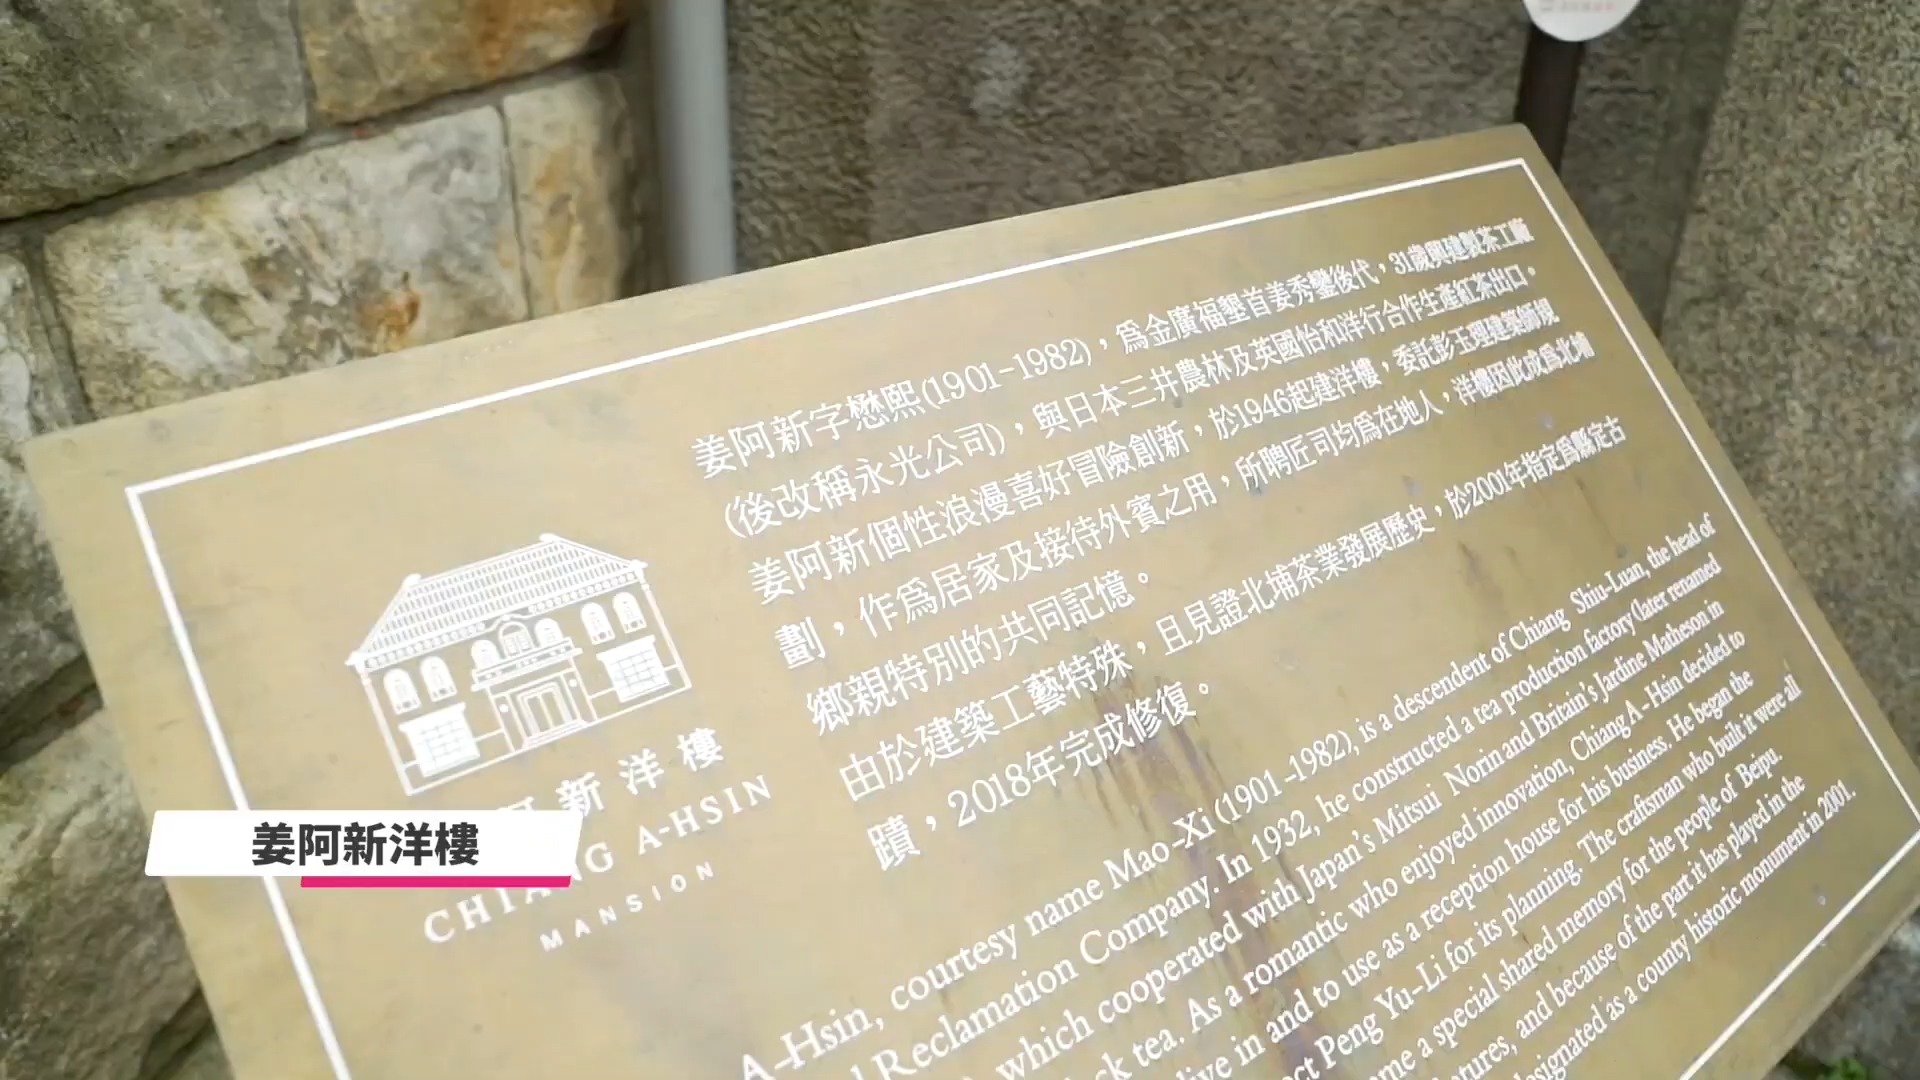 姜阿新字懋熙(1901-1982)，為金廣福墾首姜秀鑾後代，31歲興建製茶工廠
(後改稱永光公司)，與日本三井農林及英國怡和洋行合作生產紅茶出口。
姜阿新個性浪漫喜好冒險創新，於1946起建洋樓，委託彭玉理建築師規
劃，作為居家及接待外賓之用，所聘匠司均為在地人，洋樓因此成為北埔
鄉親特別的共同記憶。
由於建築工藝特殊，且見證北埔茶業發展歷史，於2001年指定為縣定古
蹟，2018年完成修復。
新洋樓
CHIANG A-HSIN
MANSION
姜阿新洋樓
A-Hsin, courtesy name Mao-Xi (1901-1982), is a descendent of Chiang Shiu-Luan, the head of
Reclamation Company. In 1932, he constructed a tea production factory (later renamed
which cooperated with Japan's Mitsui Norin and Britain's Jardine Matheson in
tea. As a romantic who enjoyed innovation, Chiang A-Hsin decided to
live in and to use as a reception house for his business. He began the
Peng Yu-Li for its planning. The craftsman who built it were all
a special shared memory for the people of Beipu.
and because of the part it has played in the
as a county historic monument in 2001.